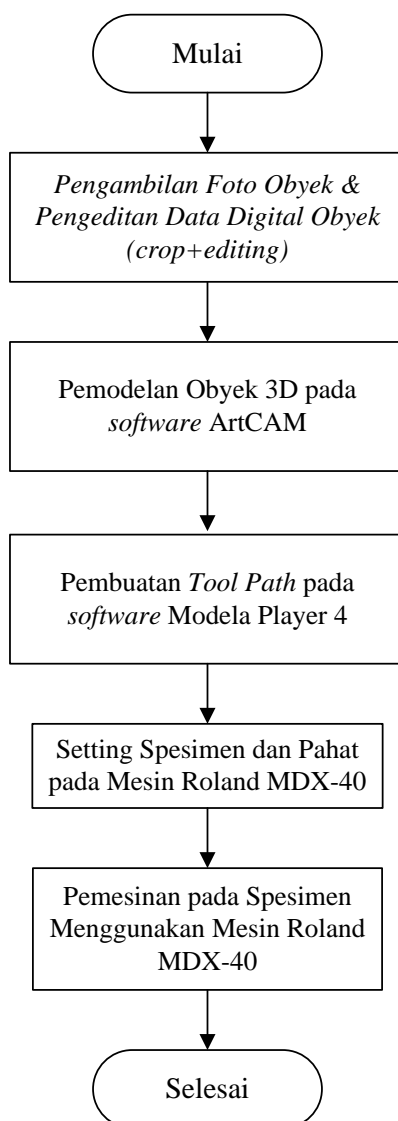 Mulai
Pengambilan Foto Obyek &
Pengeditan Data Digital Obyek
(crop+editing)
Pemodelan Obyek 3D pada
software ArtCAM
Pembuatan Tool Path pada
software Modela Player 4
Setting Spesimen dan Pahat
pada Mesin Roland MDX-40
Pemesinan pada Spesimen
Menggunakan Mesin Roland
MDX-40
Selesai